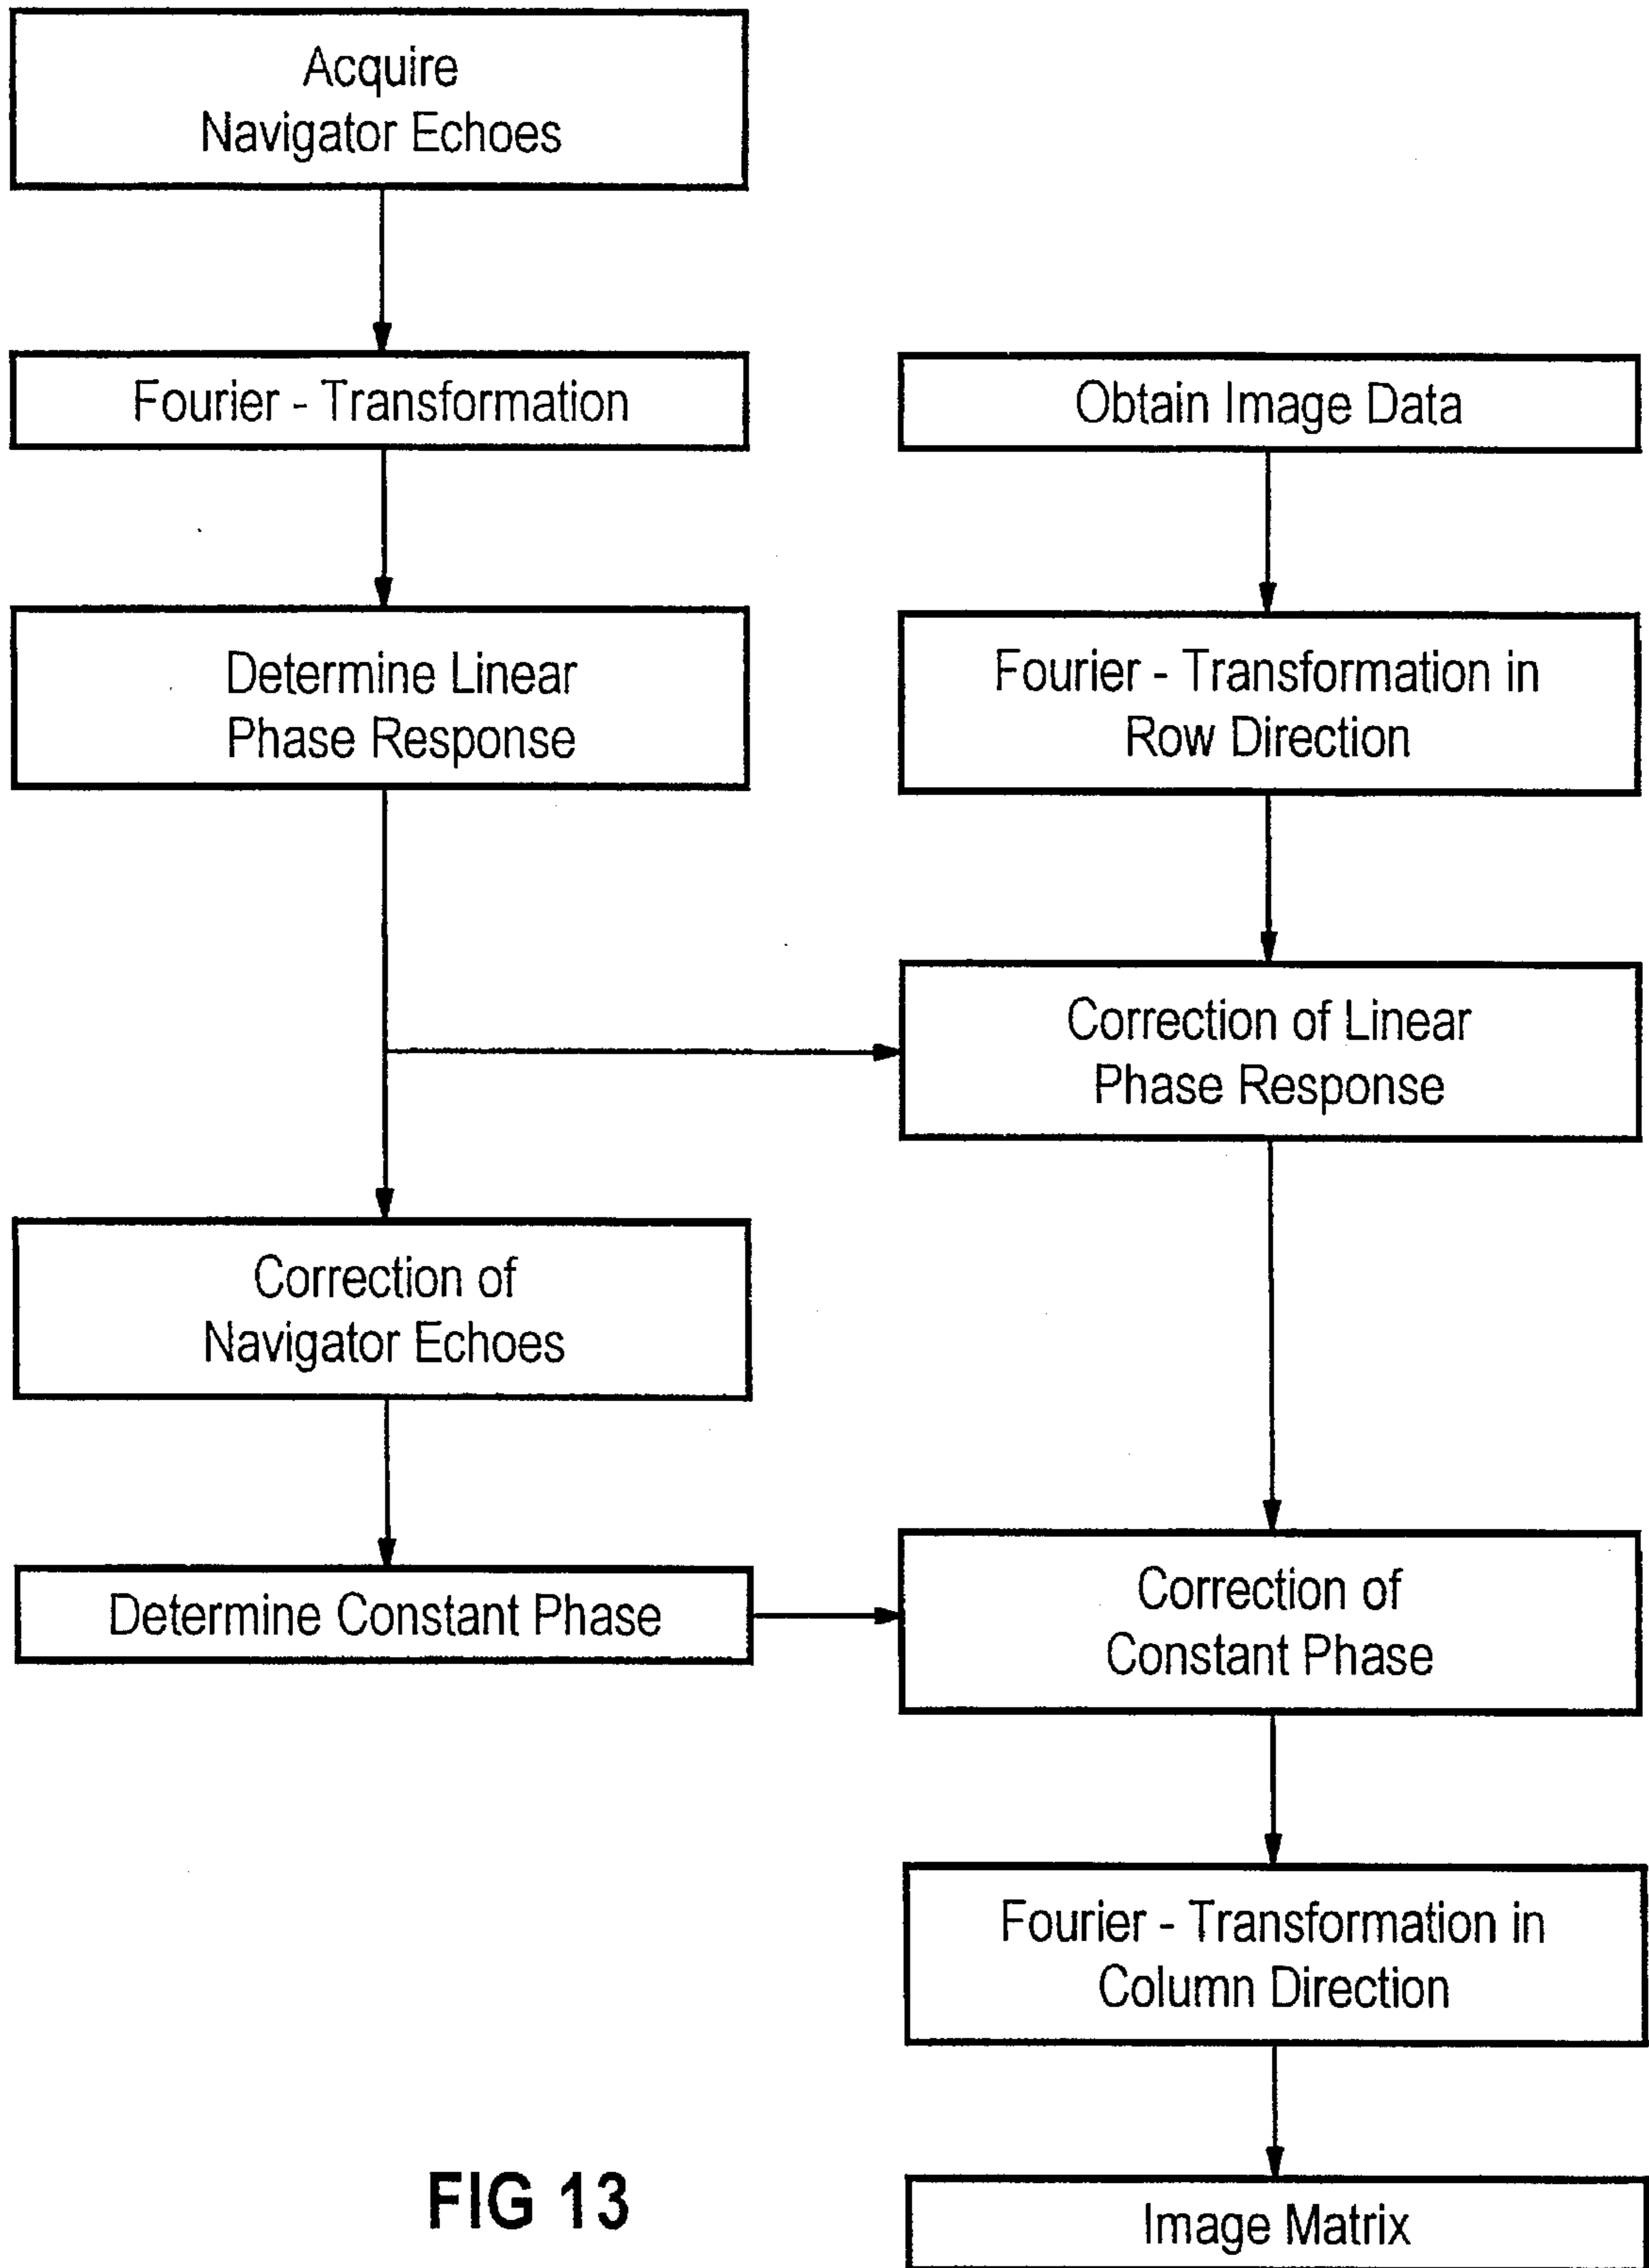 Acquire
Navigator Echoes
Fourier - Transformation
Determine Linear
Phase Response
Correction of
Navigator Echoes
Determine Constant Phase
Obtain Image Data
Fourier - Transformation in
Row Direction
Correction of Linear
Phase Response
Correction of
Constant Phase
Fourier - Transformation in
Column Direction
Image Matrix
FIG 13